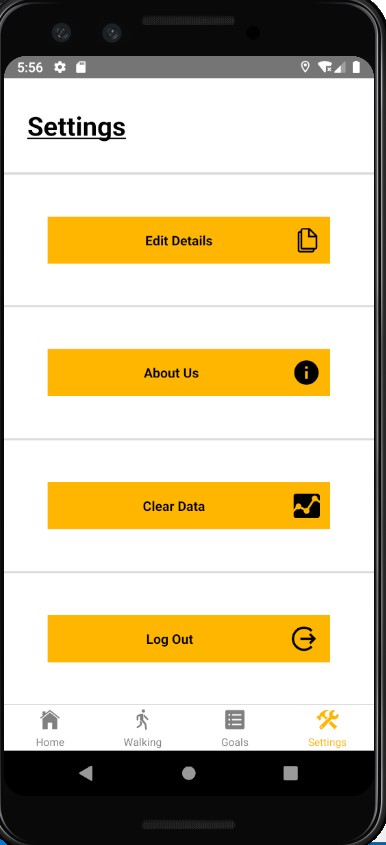 5:56
Settings
Edit Details
About Us
Clear Data
Log Out
Home
Walking
Goals
Settings